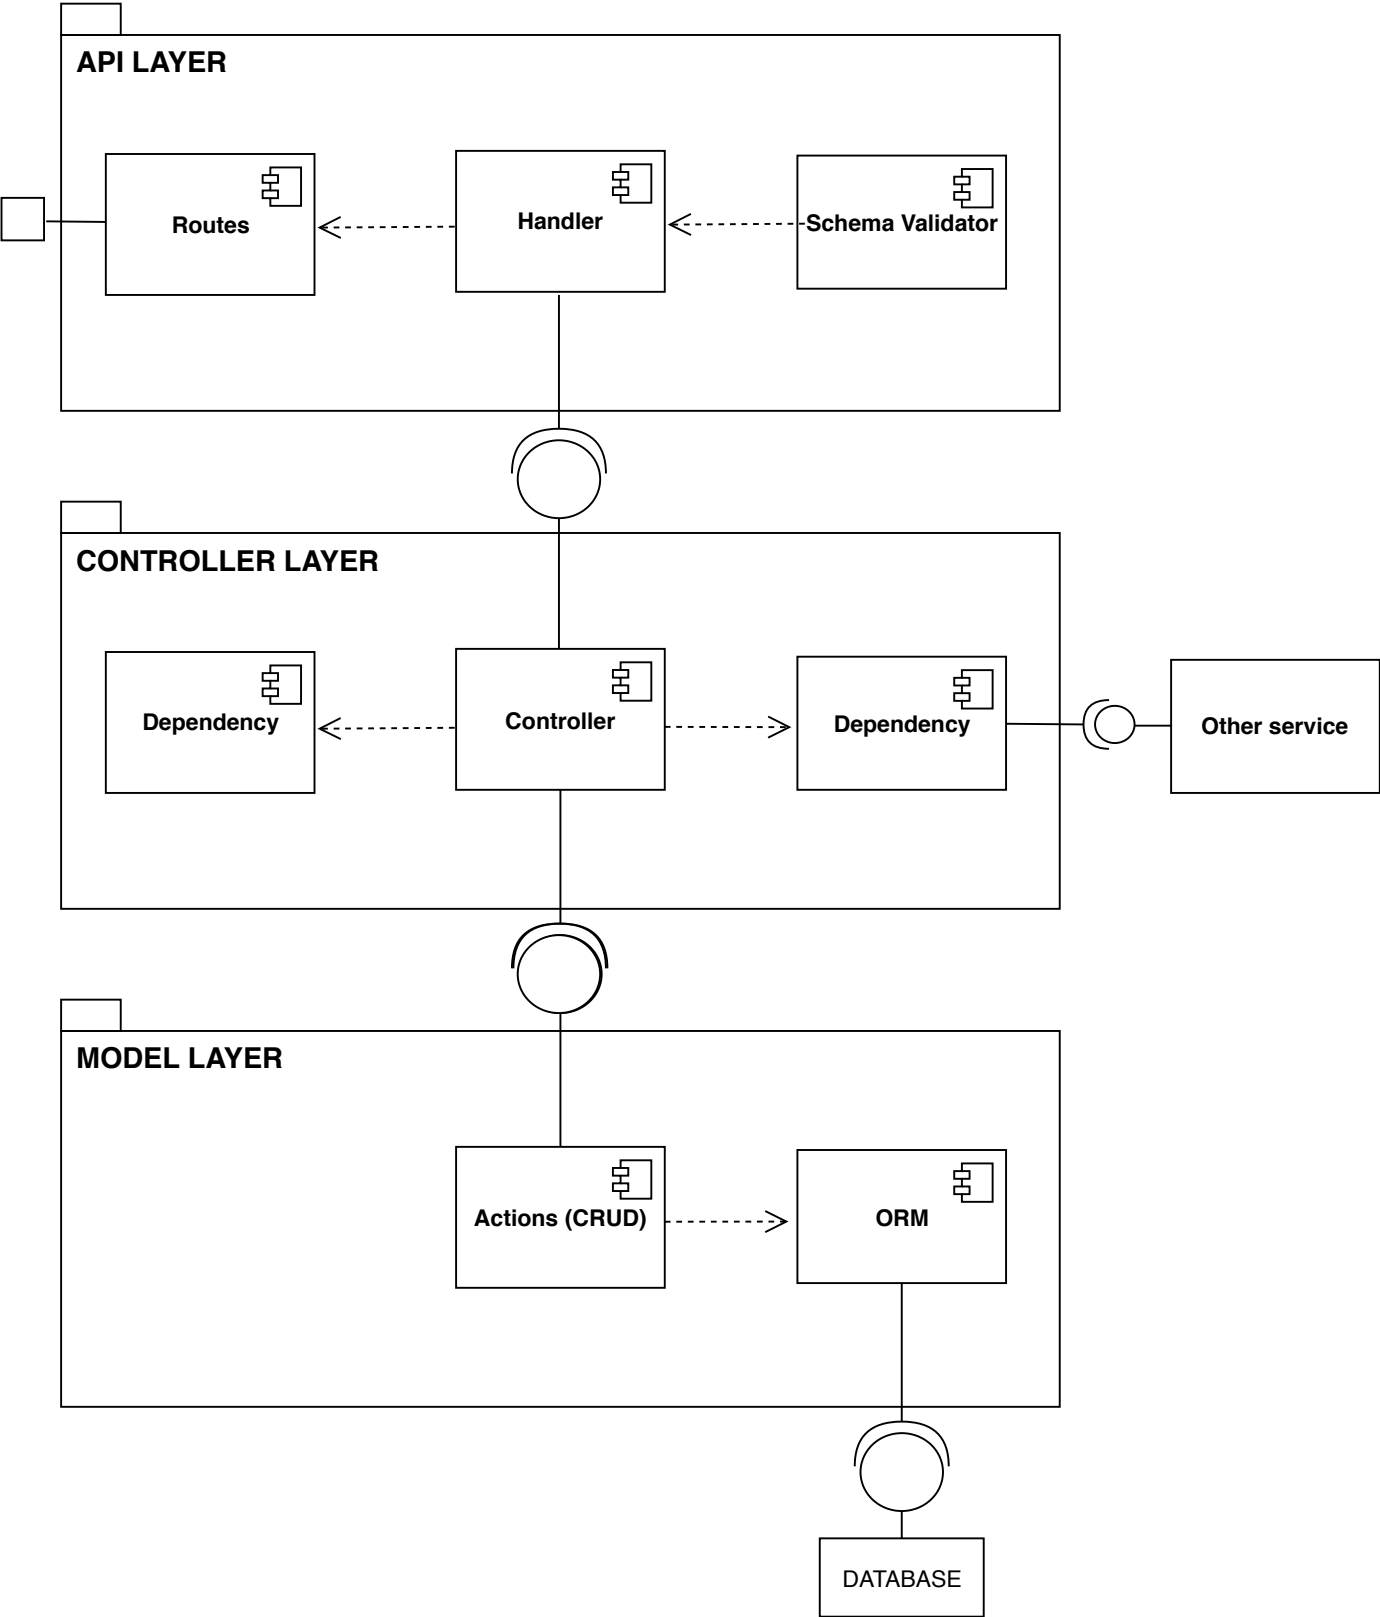 API LAYER
Routes
Handler
Schema Validator
CONTROLLER LAYER
Dependency
Controller
Dependency
Other service
MODEL LAYER
Actions (CRUD)
ORM
DATABASE